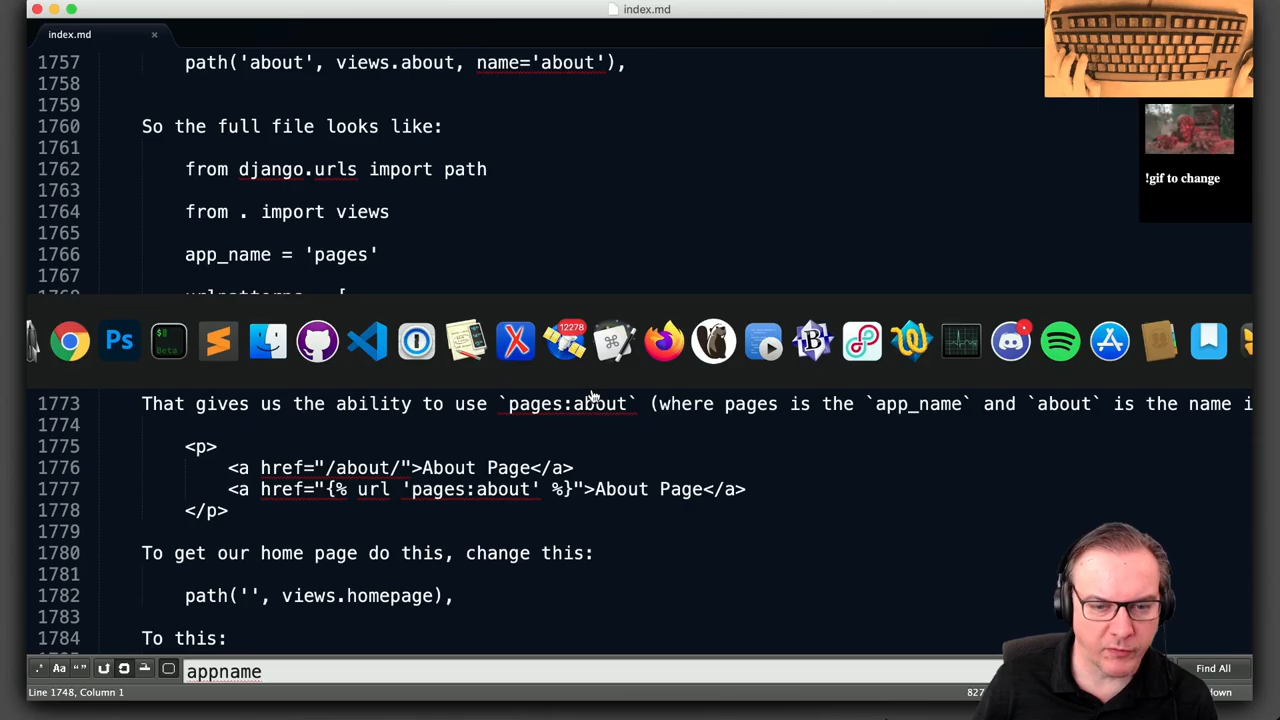 index.md
index.md ×
1757 path('about', views.about, name='about'),
1758
1759
1760 So the full file looks like:
1761
1762 from django.urls import path
1763
1764 from . import views
1765
1766 app_name = 'pages'
1767
!gif to change
Ps
$
Beta
12278
B
1773 That gives us the ability to use `pages:about` (where pages is the `app_name` and `about` is the name i
1774
1775 <p>
1776 <a href="/about/">About Page</a>
1777 <a href="{% url 'pages:about' %}">About Page</a>
1778 </p>
1779
1780 To get our home page do this, change this:
1781
1782 path('', views.homepage),
1783
1784 To this:
.* Aa “” appname Find All
Line 1748, Column 1 827
down